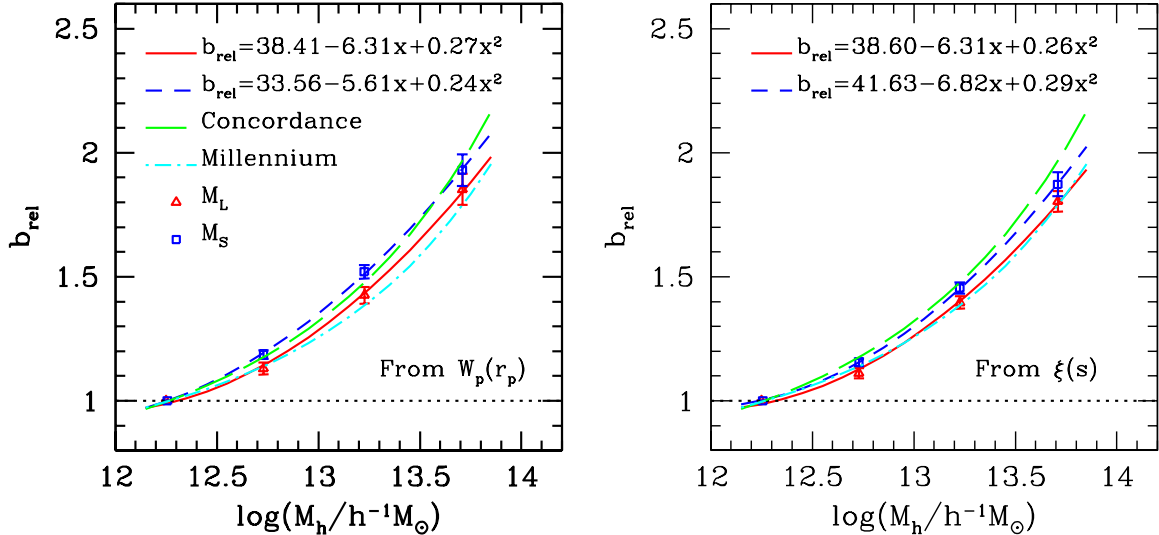 2.5
2
1.5
1
b_rel
b_rel=38.41−6.31x+0.27x²
b_rel=33.56−5.61x+0.24x²
Concordance
Millennium
M_L
M_S
From W_p(r_p)
12 12.5 13 13.5 14
log(M_h/h⁻¹M_⊙)
2.5
2
1.5
1
b_rel
b_rel=38.60−6.31x+0.26x²
b_rel=41.63−6.82x+0.29x²
From ξ(s)
12 12.5 13 13.5 14
log(M_h/h⁻¹M_⊙)